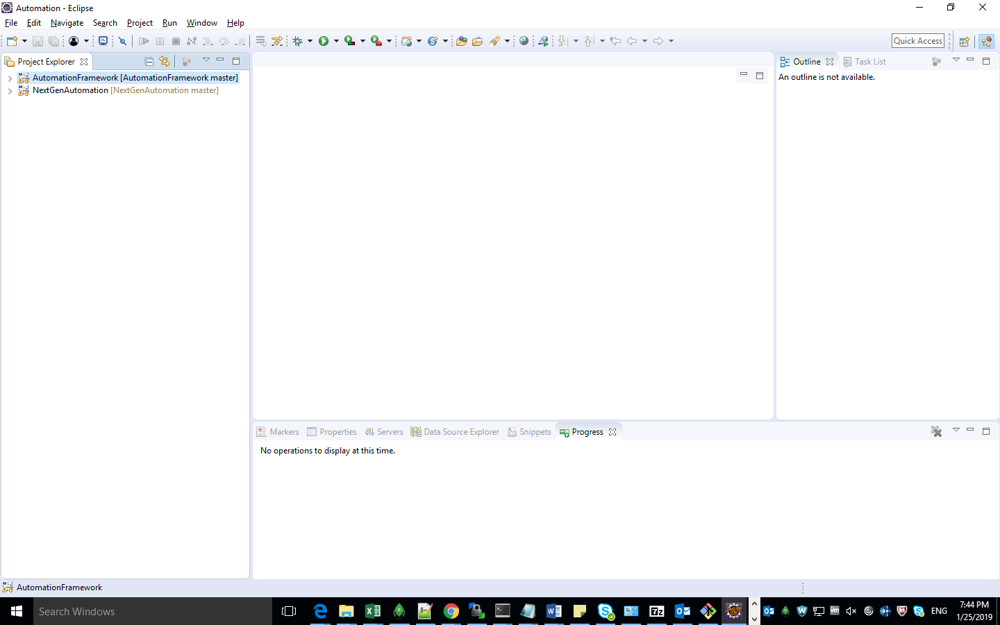 Automation - Eclipse
File Edit Navigate Search Project Run Window Help
Quick Access
Project Explorer
AutomationFramework [AutomationFramework master]
NextGenAutomation [NextGenAutomation master]
Outline Task List
An outline is not available.
Markers Properties Servers Data Source Explorer Snippets Progress
No operations to display at this time.
AutomationFramework
Search Windows
ENG
7:44 PM
1/25/2019